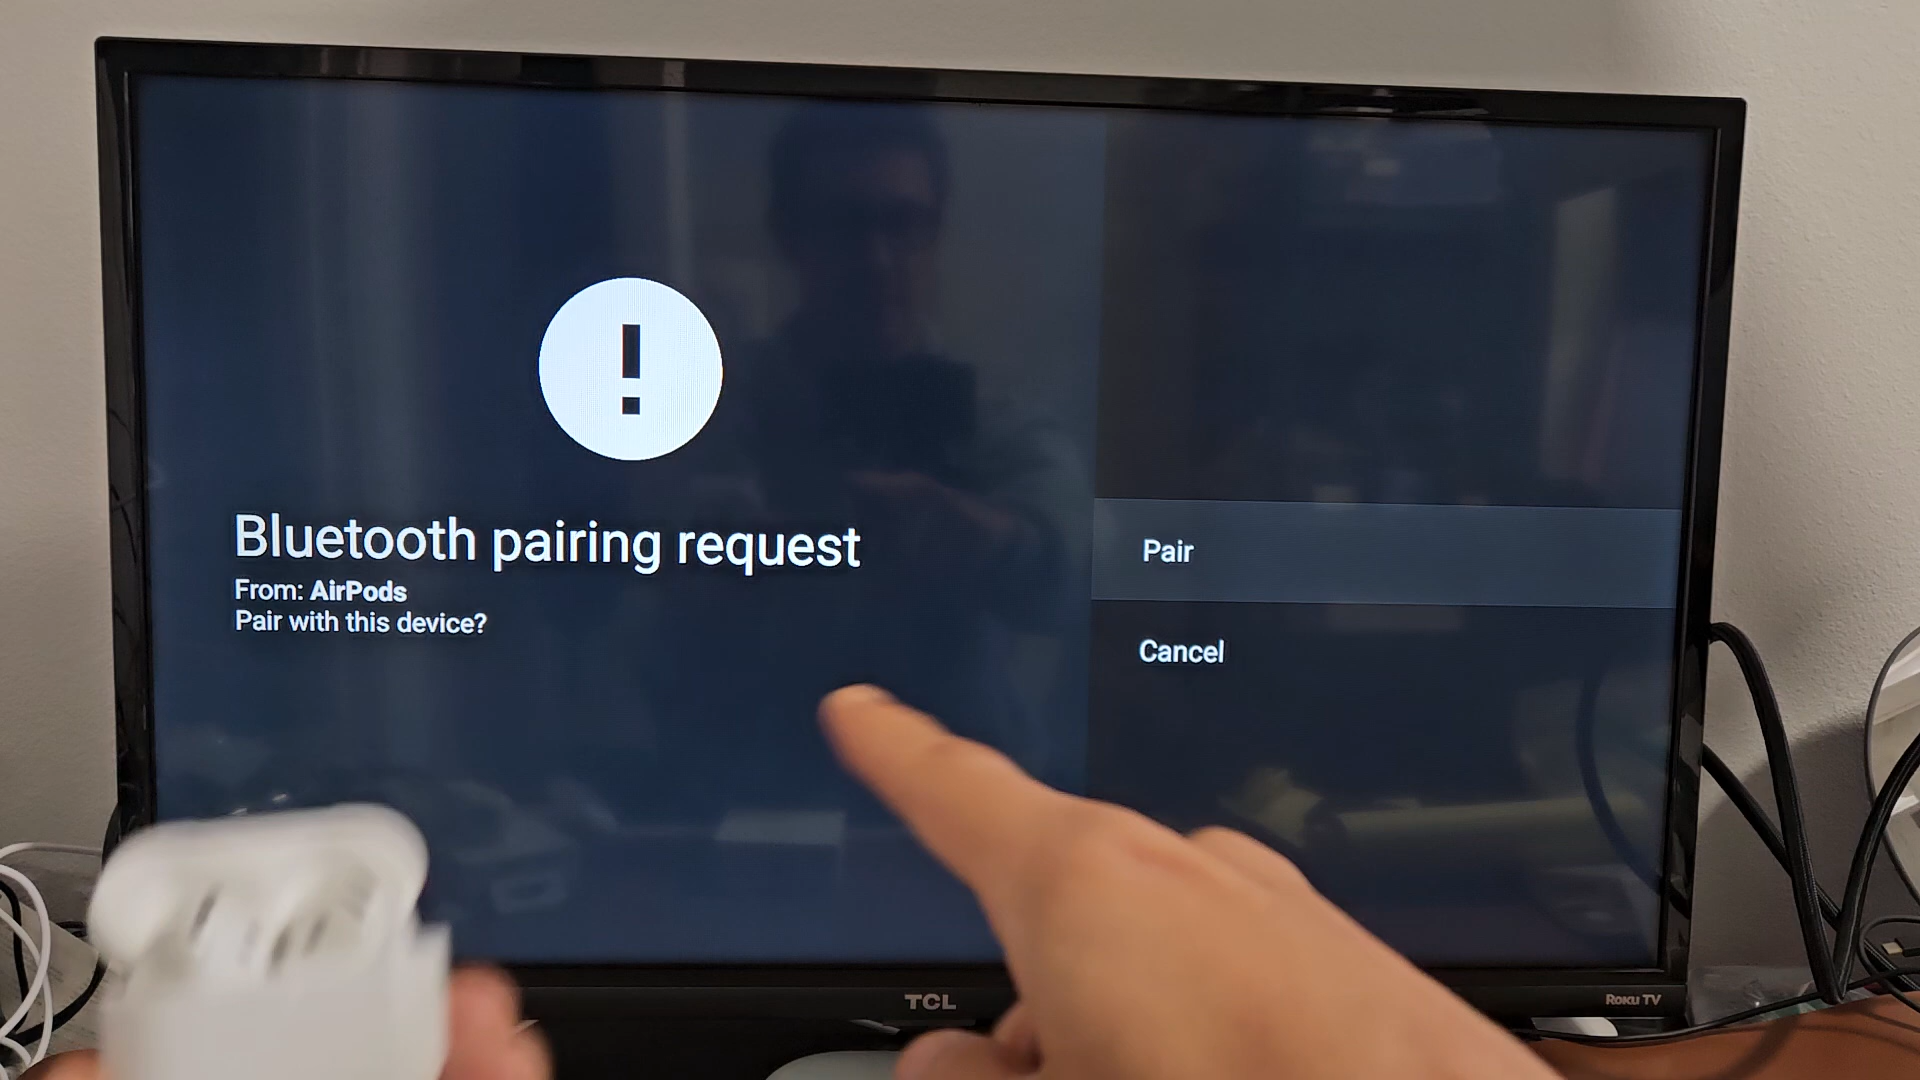 !
Bluetooth pairing request
From: AirPods
Pair with this device?
Pair
Cancel
TCL
Roku TV